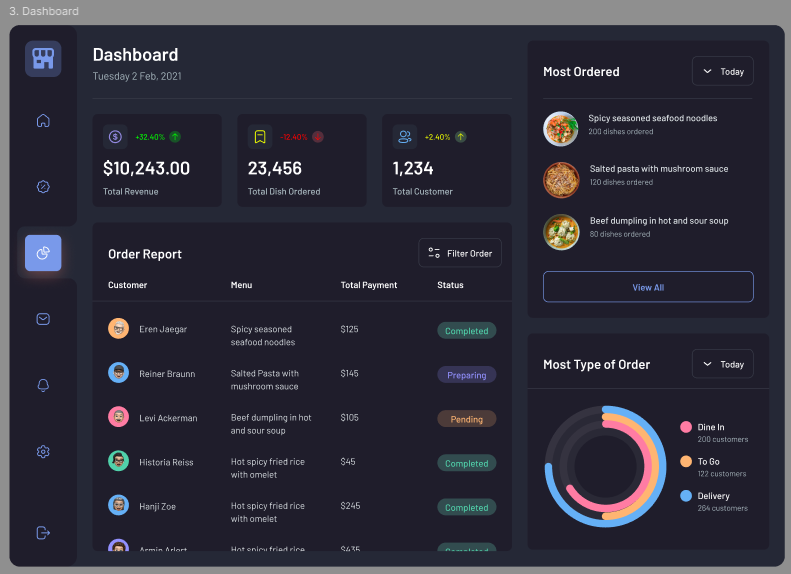 3. Dashboard
Dashboard
Tuesday 2 Feb, 2021
+32.40%
$10,243.00
Total Revenue
-12.40%
23,456
Total Dish Ordered
+2.40%
1,234
Total Customer
Order Report
Filter Order
Customer Menu Total Payment Status
Eren Jaegar
Spicy seasoned
seafood noodles
$125
Completed
Reiner Braunn
Salted Pasta with
mushroom sauce
$145
Preparing
Levi Ackerman
Beef dumpling in hot
and sour soup
$105
Pending
Historia Reiss
Hot spicy fried rice
with omelet
$45
Completed
Hanji Zoe
Hot spicy fried rice
with omelet
$245
Completed
Armin Arlert
Hot spicy fried rice
$435
Completed
Most Ordered
Today
Spicy seasoned seafood noodles
200 dishes ordered
Salted pasta with mushroom sauce
120 dishes ordered
Beef dumpling in hot and sour soup
80 dishes ordered
View All
Most Type of Order
Today
Dine In
200 customers
To Go
122 customers
Delivery
264 customers